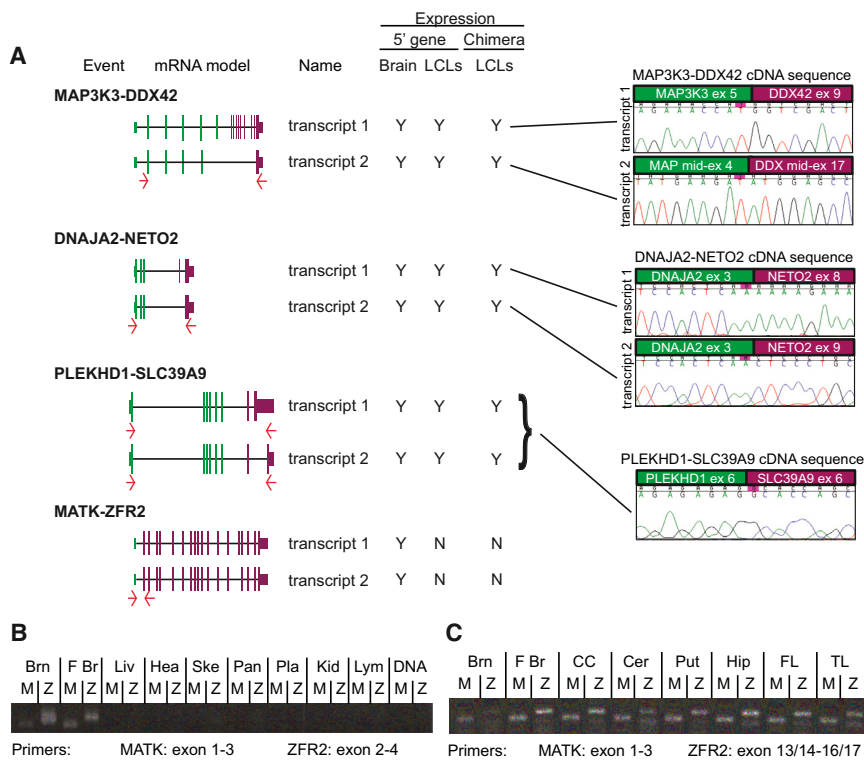 A
Expression
5' gene Chimera
Event mRNA model Name Brain LCLs LCLs
MAP3K3-DDX42
transcript 1 Y Y Y
transcript 2 Y Y Y
DNAJA2-NETO2
transcript 1 Y Y Y
transcript 2 Y Y Y
PLEKHD1-SLC39A9
transcript 1 Y Y Y
transcript 2 Y Y Y
MATK-ZFR2
transcript 1 Y N N
transcript 2 Y N N
MAP3K3-DDX42 cDNA sequence
transcript 1
MAP3K3 ex 5 DDX42 ex 9
AGAAACCATGGTCGACT
transcript 2
MAP mid-ex 4 DDX mid-ex 17
TATGAAGATATGGAGCC
DNAJA2-NETO2 cDNA sequence
transcript 1
DNAJA2 ex 3 NETO2 ex 8
TCCACTCAAAAAAGAAA
transcript 2
DNAJA2 ex 3 NETO2 ex 9
TCCACTCAACTCCCTGC
PLEKHD1-SLC39A9 cDNA sequence
PLEKHD1 ex 6 SLC39A9 ex 6
AGAGAGAGGCACCAGC
B
Brn F Br Liv Hea Ske Pan Pla Kid Lym DNA
M Z M Z M Z M Z M Z M Z M Z M Z M Z M Z
Primers: MATK: exon 1-3 ZFR2: exon 2-4
C
Brn F Br CC Cer Put Hip FL TL
M Z M Z M Z M Z M Z M Z M Z M Z
Primers: MATK: exon 1-3 ZFR2: exon 13/14-16/17